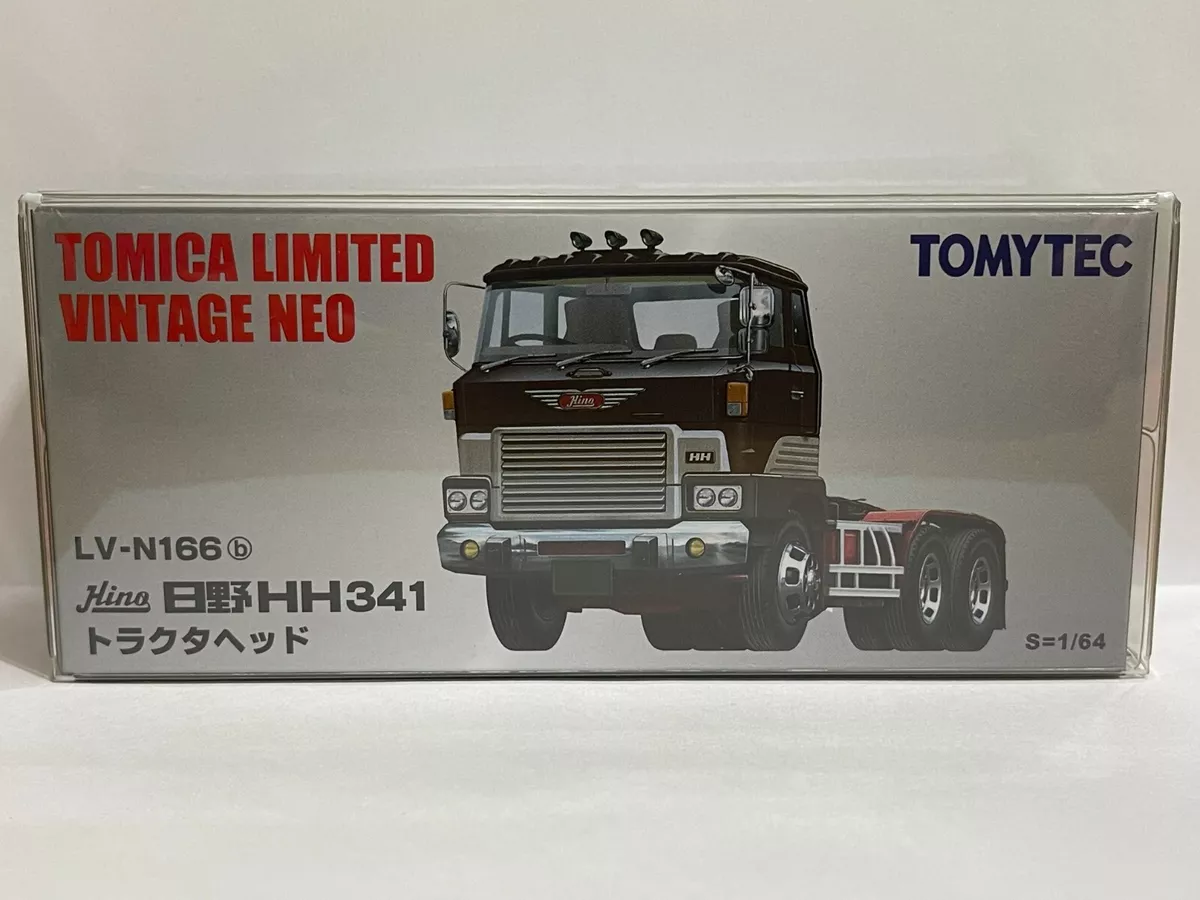 TOMICA LIMITED
VINTAGE NEO
TOMYTEC
Hino
HH
LV-N166 ⓑ
Hino 日野HH341
トラクタヘッド
S=1/64